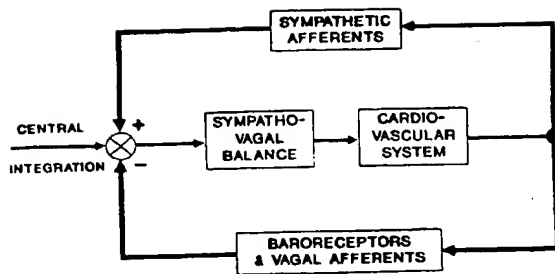 SYMPATHETIC
AFFERENTS
CENTRAL
INTEGRATION
+
−
SYMPATHO-
VAGAL
BALANCE
CARDIO-
VASCULAR
SYSTEM
BARORECEPTORS
& VAGAL AFFERENTS